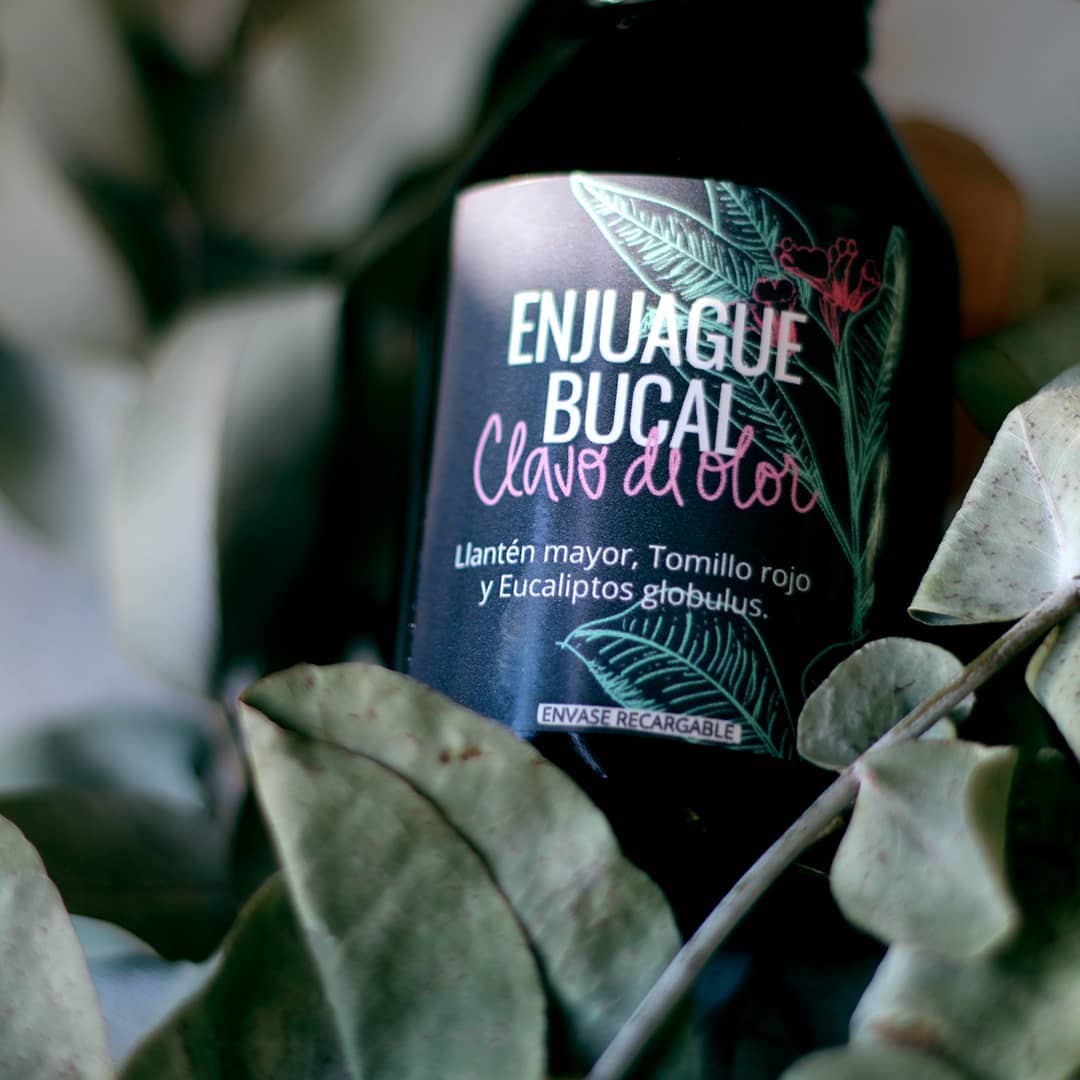 ENJUAGUE
BUCAL
Clavo de olor
Llantén mayor, Tomillo rojo
y Eucaliptos globulus.
ENVASE RECARGABLE